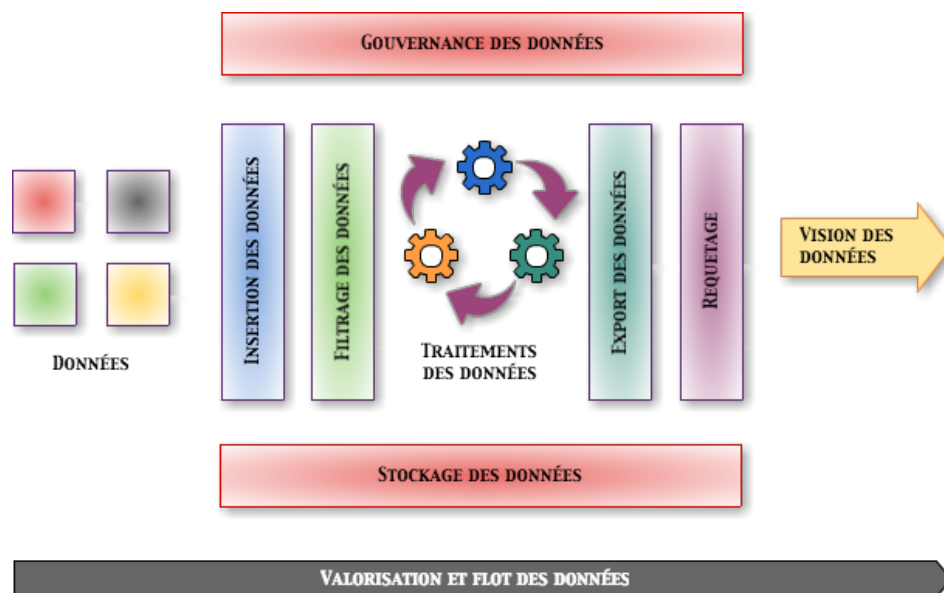 GOUVERNANCE DES DONNÉES
DONNÉES
INSERTION DES DONNÉES
FILTRAGE DES DONNÉES
TRAITEMENTS
DES DONNÉES
EXPORT DES DONNÉES
REQUETAGE
VISION DES
DONNÉES
STOCKAGE DES DONNÉES
VALORISATION ET FLOT DES DONNÉES